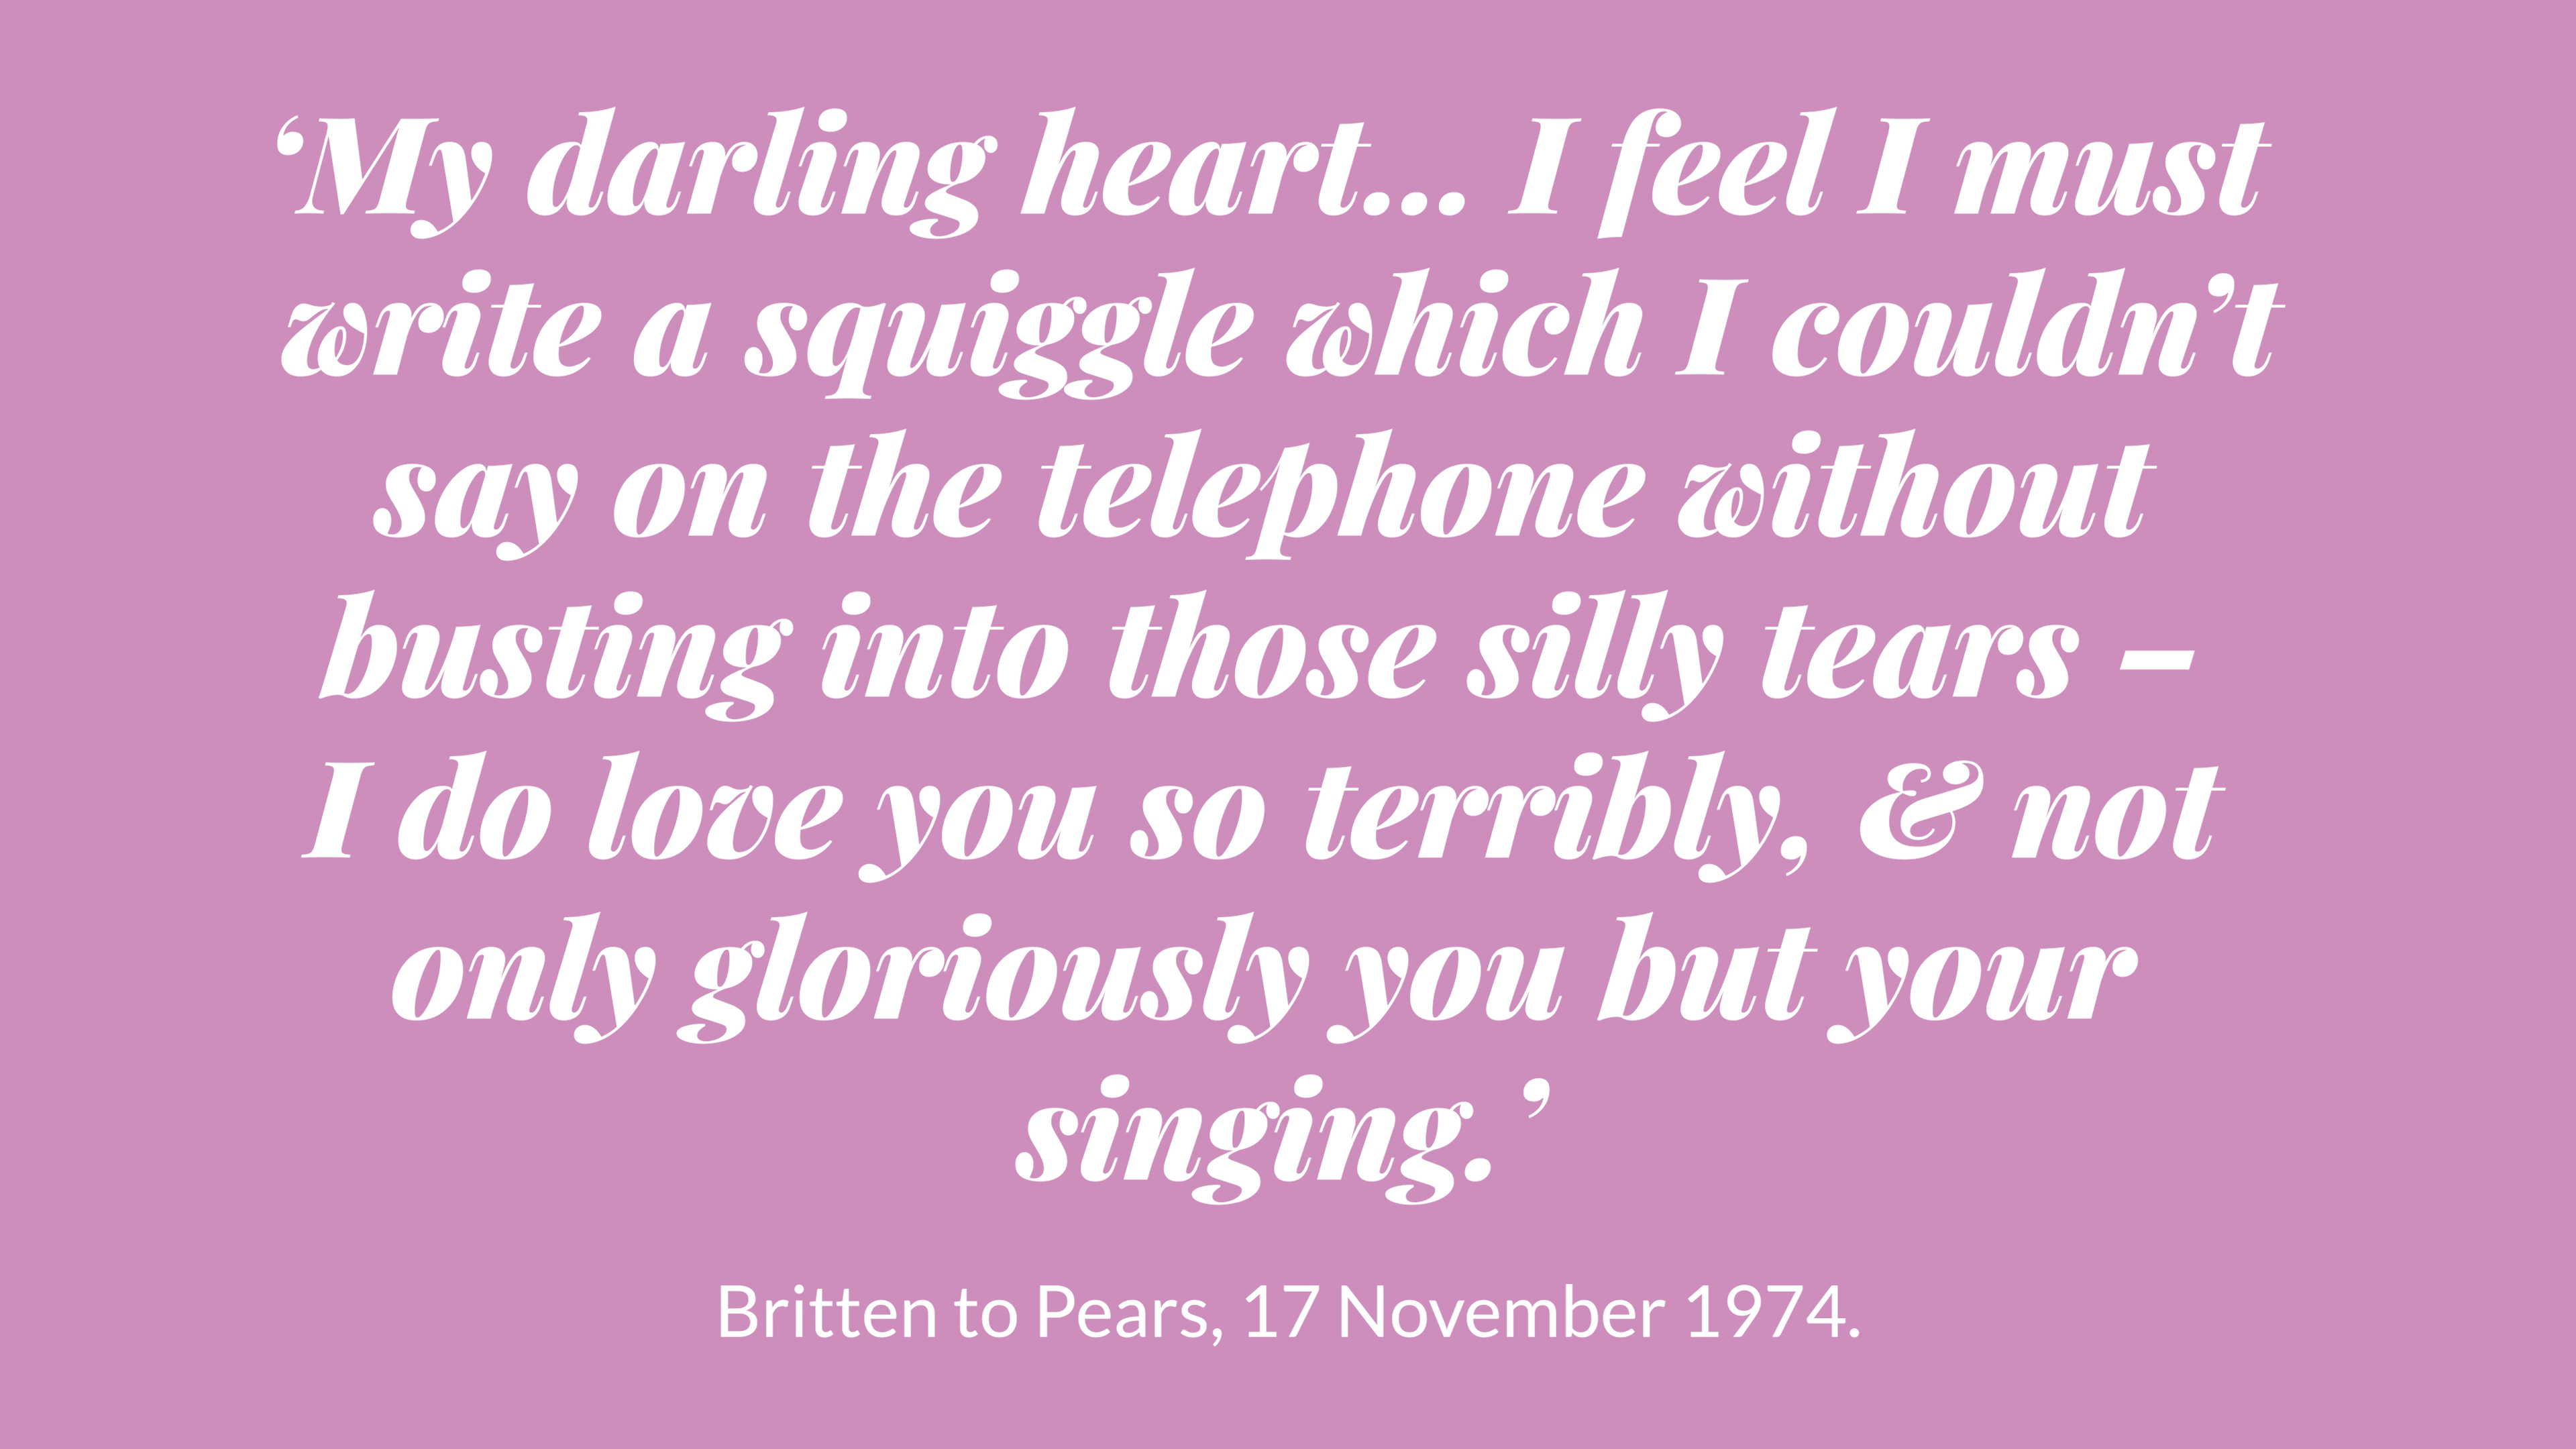 ‘My darling heart... I feel I must
write a squiggle which I couldn’t
say on the telephone without
busting into those silly tears –
I do love you so terribly, & not
only gloriously you but your
singing.’
Britten to Pears, 17 November 1974.